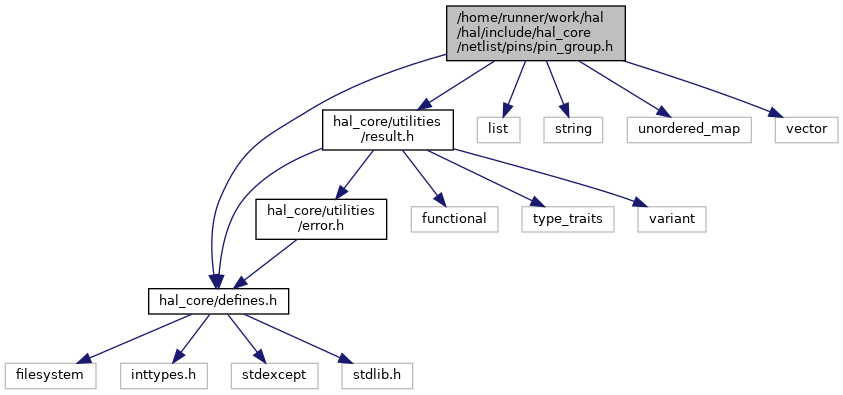 /home/runner/work/hal
/hal/include/hal_core
/netlist/pins/pin_group.h
hal_core/utilities
/result.h
list
string
unordered_map
vector
hal_core/utilities
/error.h
functional
type_traits
variant
hal_core/defines.h
filesystem
inttypes.h
stdexcept
stdlib.h